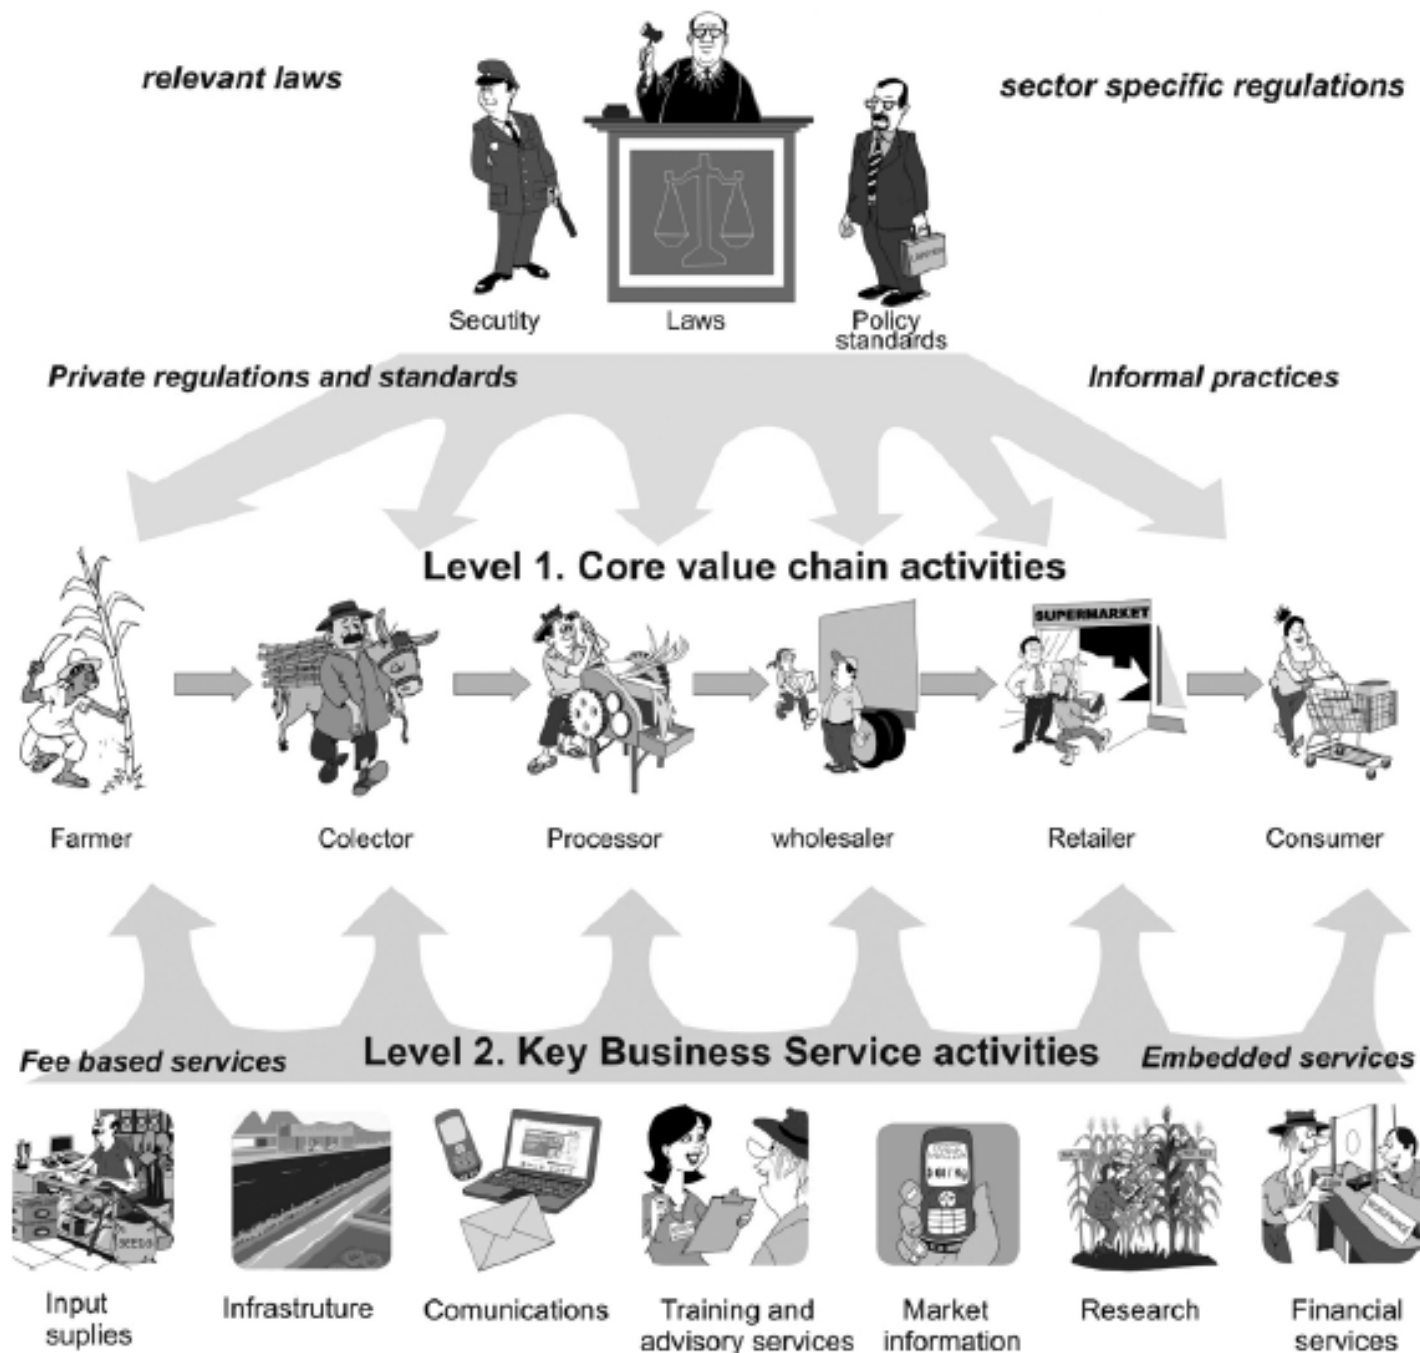 relevant laws
sector specific regulations
Secutity
Laws
Policy
standards
Private regulations and standards
Informal practices
Level 1. Core value chain activities
SUPERMARKET
Farmer
Colector
Processor
wholesaler
Retailer
Consumer
Fee based services
Level 2. Key Business Service activities
Embedded services
SEEDS
Input
suplies
Infrastruture
Comunications
Training and
advisory services
Market
information
Research
Financial
services